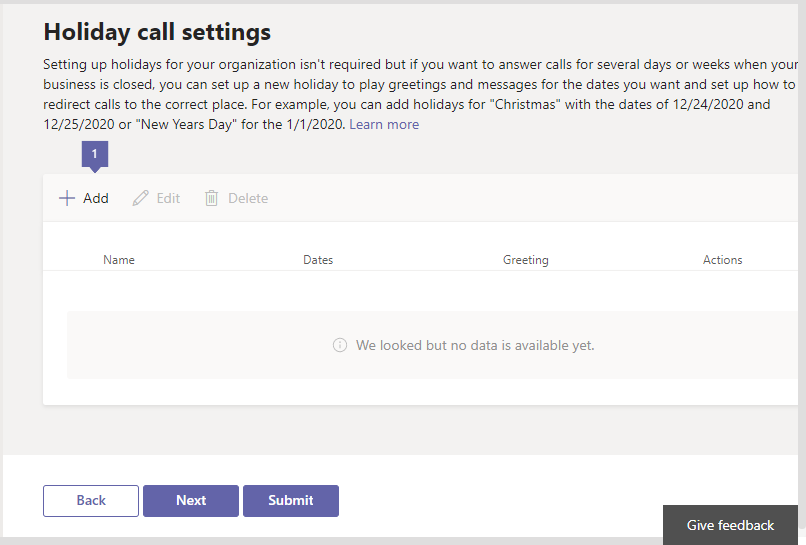 Holiday call settings
Setting up holidays for your organization isn't required but if you want to answer calls for several days or weeks when your
business is closed, you can set up a new holiday to play greetings and messages for the dates you want and set up how to
redirect calls to the correct place. For example, you can add holidays for "Christmas" with the dates of 12/24/2020 and
12/25/2020 or "New Years Day" for the 1/1/2020. Learn more
1
Add Edit Delete
Name Dates Greeting Actions
We looked but no data is available yet.
Back Next Submit
Give feedback